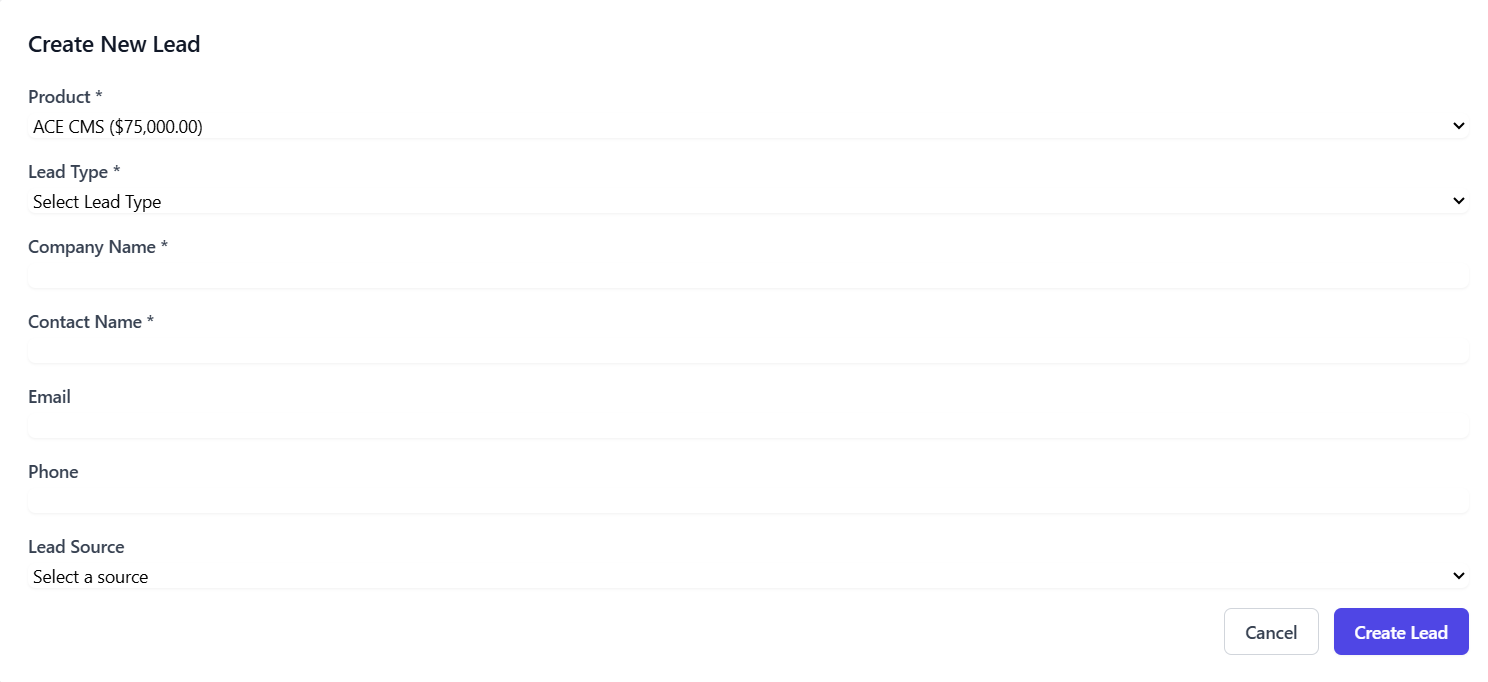 Create New Lead
Product *
ACE CMS ($75,000.00)
Lead Type *
Select Lead Type
Company Name *
Contact Name *
Email
Phone
Lead Source
Select a source
Cancel Create Lead